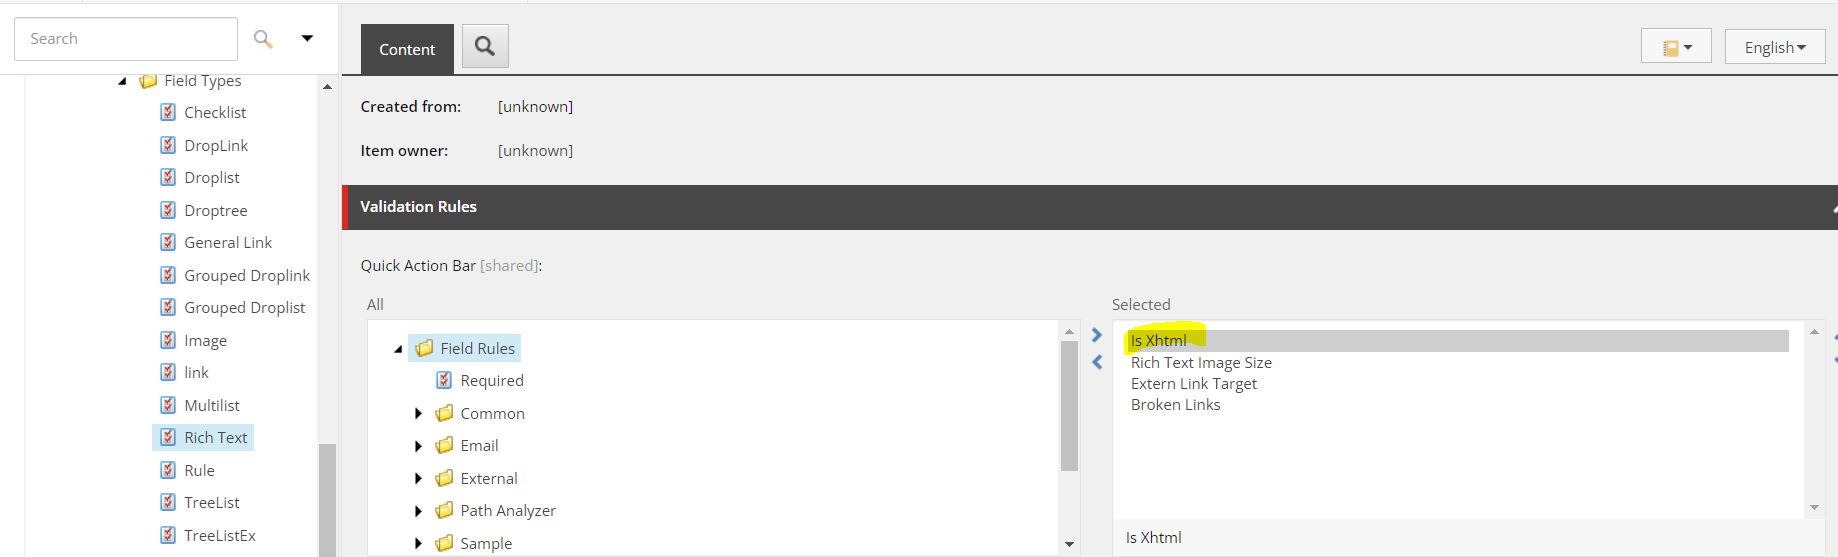 Search
Field Types
Checklist
DropLink
Droplist
Droptree
General Link
Grouped Droplink
Grouped Droplist
Image
link
Multilist
Rich Text
Rule
TreeList
TreeListEx
Content
English
Created from: [unknown]
Item owner: [unknown]
Validation Rules
Quick Action Bar [shared]:
All
Field Rules
Required
Common
Email
External
Path Analyzer
Sample
Selected
Is Xhtml
Rich Text Image Size
Extern Link Target
Broken Links
Is Xhtml